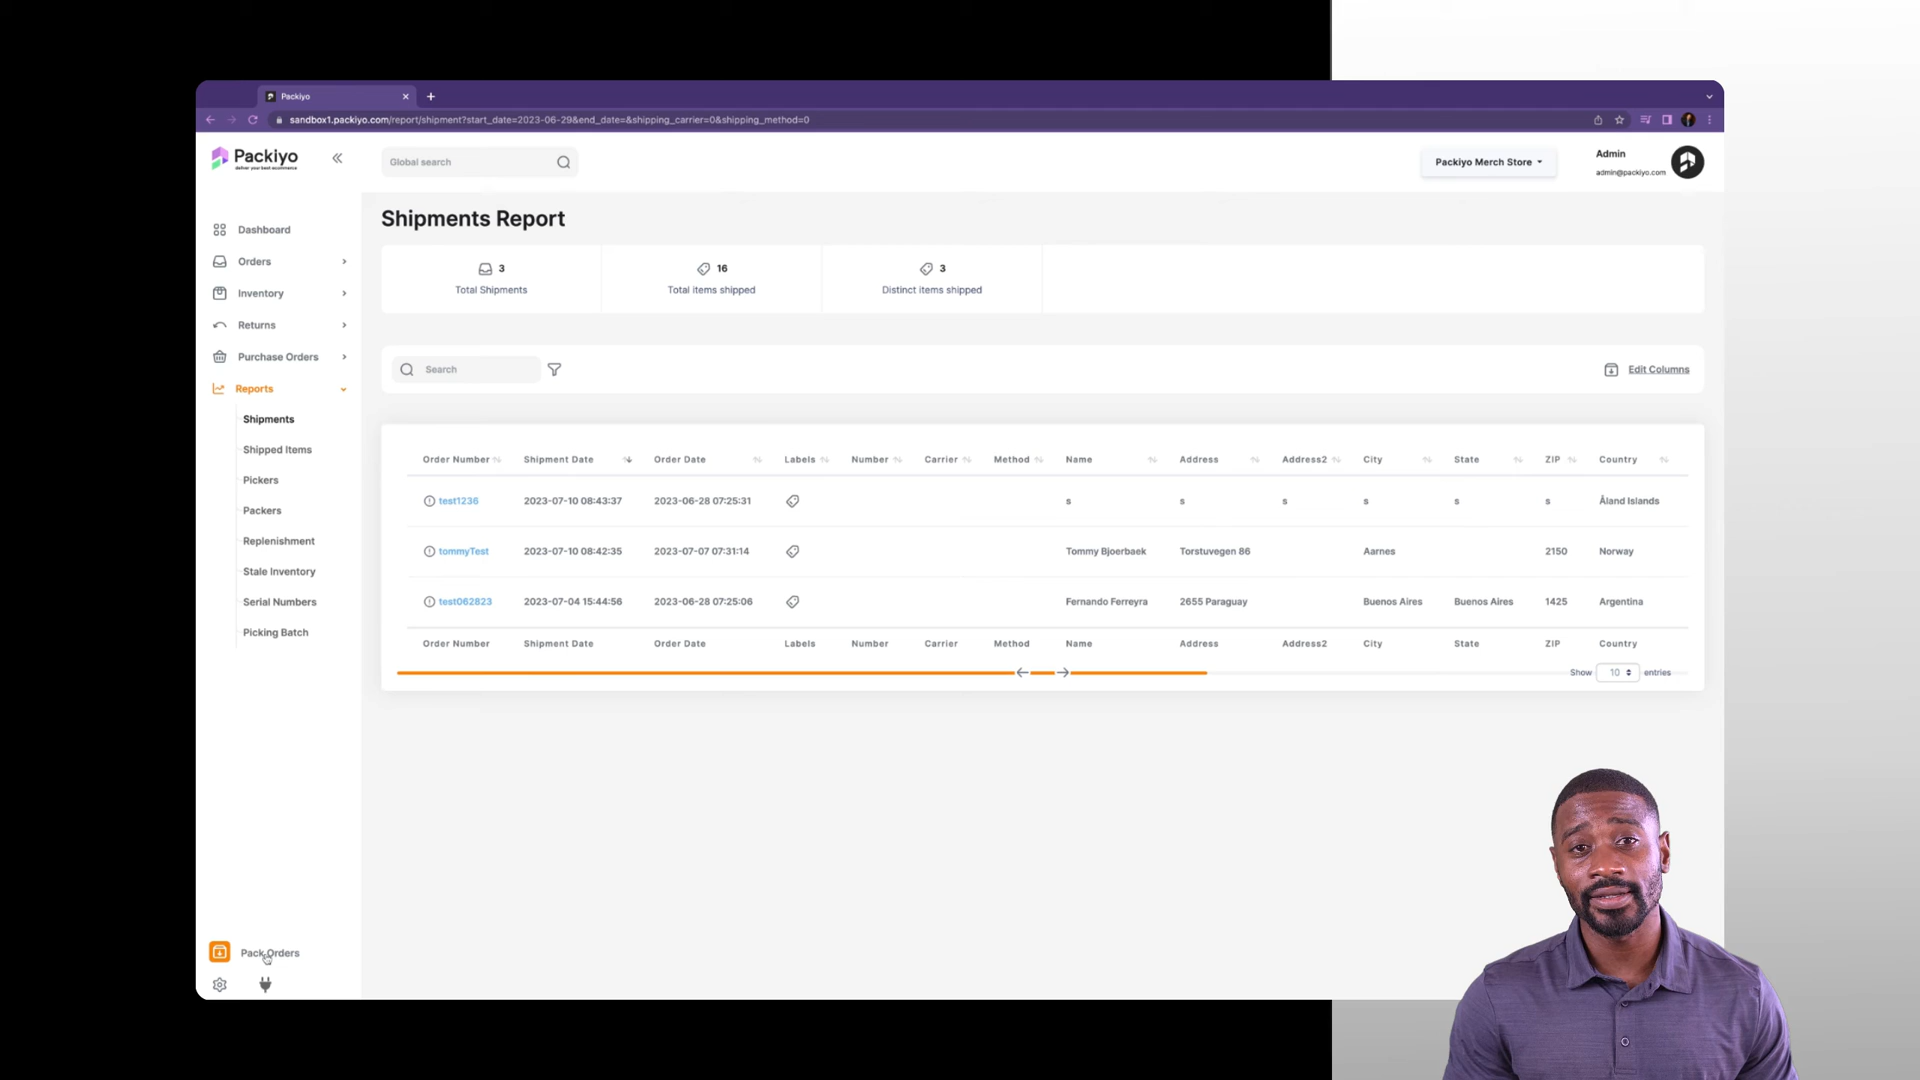 Packiyo
sandbox1.packiyo.com/report/shipment?start_date=2023-06-29&end_date=&shipping_carrier=0&shipping_method=0
Packiyo
deliver your best ecommerce
Global search
Packiyo Merch Store
Admin
admin@packiyo.com
Dashboard
Orders
Inventory
Returns
Purchase Orders
Reports
Shipments
Shipped Items
Pickers
Packers
Replenishment
Stale Inventory
Serial Numbers
Picking Batch
Pack Orders
Shipments Report
3
Total Shipments
16
Total items shipped
3
Distinct items shipped
Search
Edit Columns
Order Number Shipment Date Order Date Labels Number Carrier Method Name Address Address2 City State ZIP Country
test1236 2023-07-10 08:43:37 2023-06-28 07:25:31 s s s s s s Åland Islands
tommyTest 2023-07-10 08:42:35 2023-07-07 07:31:14 Tommy Bjoerbaek Torstuvegen 86 Aarnes 2150 Norway
test062823 2023-07-04 15:44:56 2023-06-28 07:25:06 Fernando Ferreyra 2655 Paraguay Buenos Aires Buenos Aires 1425 Argentina
Order Number Shipment Date Order Date Labels Number Carrier Method Name Address Address2 City State ZIP Country
Show 10 entries